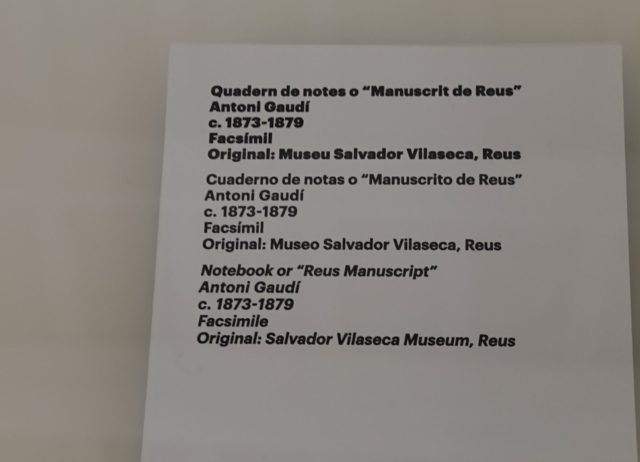 Quadern de notes o “Manuscrit de Reus”
Antoni Gaudí
c. 1873-1879
Facsímil
Original: Museu Salvador Vilaseca, Reus
Cuaderno de notas o “Manuscrito de Reus”
Antoni Gaudí
c. 1873-1879
Facsímil
Original: Museo Salvador Vilaseca, Reus
Notebook or “Reus Manuscript”
Antoni Gaudí
c. 1873-1879
Facsimile
Original: Salvador Vilaseca Museum, Reus